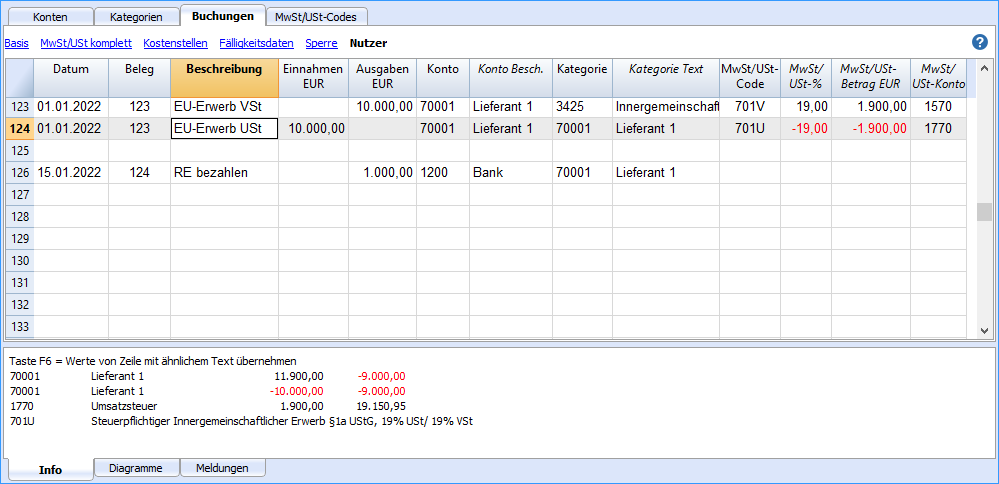 Konten Kategorien Buchungen MwSt/USt-Codes
Basis MwSt/USt komplett Kostenstellen Fälligkeitsdaten Sperre Nutzer ?
Datum Beleg Beschreibung Einnahmen EUR Ausgaben EUR Konto Konto Besch. Kategorie Kategorie Text MwSt/USt-Code MwSt/USt-% MwSt/USt-Betrag EUR MwSt/USt-Konto
123 01.01.2022 123 EU-Erwerb VSt 10.000,00 70001 Lieferant 1 3425 Innergemeinschaft 701V 19,00 1.900,00 1570
124 01.01.2022 123 EU-Erwerb USt 10.000,00 70001 Lieferant 1 70001 Lieferant 1 701U -19,00 -1.900,00 1770
125
126 15.01.2022 124 RE bezahlen 1.000,00 1200 Bank 70001 Lieferant 1
127
128
129
130
131
132
133
Taste F6 = Werte von Zeile mit ähnlichem Text übernehmen
70001 Lieferant 1 11.900,00 -9.000,00
70001 Lieferant 1 -10.000,00 -9.000,00
1770 Umsatzsteuer 1.900,00 19.150,95
701U Steuerpflichtiger Innergemeinschaftlicher Erwerb §1a UStG, 19% USt/ 19% VSt
Info Diagramme Meldungen